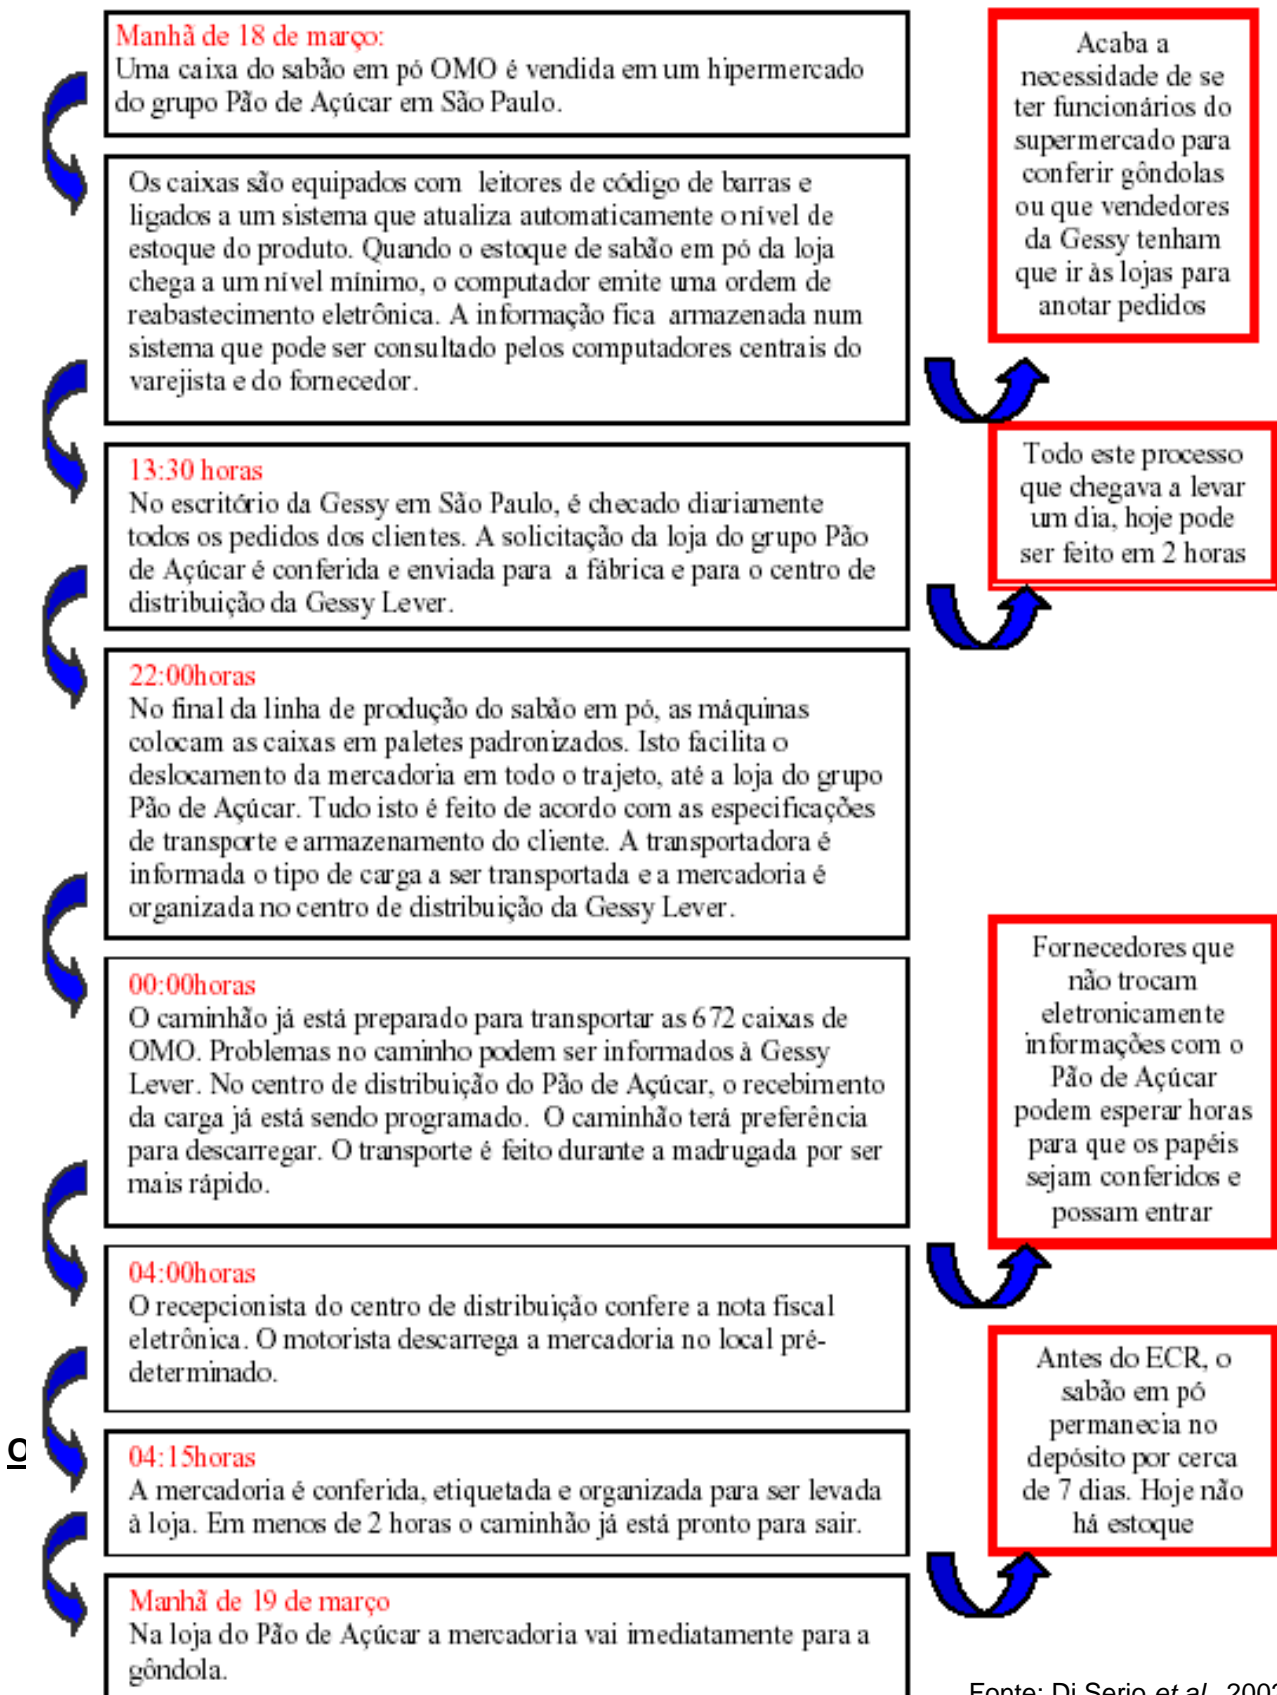 Manhã de 18 de março:
Uma caixa do sabão em pó OMO é vendida em um hipermercado
do grupo Pão de Açúcar em São Paulo.
Os caixas são equipados com leitores de código de barras e
ligados a um sistema que atualiza automaticamente o nível de
estoque do produto. Quando o estoque de sabão em pó da loja
chega a um nível mínimo, o computador emite uma ordem de
reabastecimento eletrônica. A informação fica armazenada num
sistema que pode ser consultado pelos computadores centrais do
varejista e do fornecedor.
Acaba a
necessidade de se
ter funcionários do
supermercado para
conferir gôndolas
ou que vendedores
da Gessy tenham
que ir às lojas para
anotar pedidos
13:30 horas
No escritório da Gessy em São Paulo, é checado diariamente
todos os pedidos dos clientes. A solicitação da loja do grupo Pão
de Açúcar é conferida e enviada para a fábrica e para o centro de
distribuição da Gessy Lever.
Todo este processo
que chegava a levar
um dia, hoje pode
ser feito em 2 horas
22:00horas
No final da linha de produção do sabão em pó, as máquinas
colocam as caixas em paletes padronizados. Isto facilita o
deslocamento da mercadoria em todo o trajeto, até a loja do grupo
Pão de Açúcar. Tudo isto é feito de acordo com as especificações
de transporte e armazenamento do cliente. A transportadora é
informada o tipo de carga a ser transportada e a mercadoria é
organizada no centro de distribuição da Gessy Lever.
00:00horas
O caminhão já está preparado para transportar as 672 caixas de
OMO. Problemas no caminho podem ser informados à Gessy
Lever. No centro de distribuição do Pão de Açúcar, o recebimento
da carga já está sendo programado. O caminhão terá preferência
para descarregar. O transporte é feito durante a madrugada por ser
mais rápido.
Fornecedores que
não trocam
eletronicamente
informações com o
Pão de Açúcar
podem esperar horas
para que os papéis
sejam conferidos e
possam entrar
04:00horas
O recepcionista do centro de distribuição confere a nota fiscal
eletrônica. O motorista descarrega a mercadoria no local pré-
determinado.
04:15horas
A mercadoria é conferida, etiquetada e organizada para ser levada
à loja. Em menos de 2 horas o caminhão já está pronto para sair.
Antes do ECR, o
sabão em pó
permanecia no
depósito por cerca
de 7 dias. Hoje não
há estoque
Manhã de 19 de março
Na loja do Pão de Açúcar a mercadoria vai imediatamente para a
gôndola.
Fonte: Di Serio et al., 2002